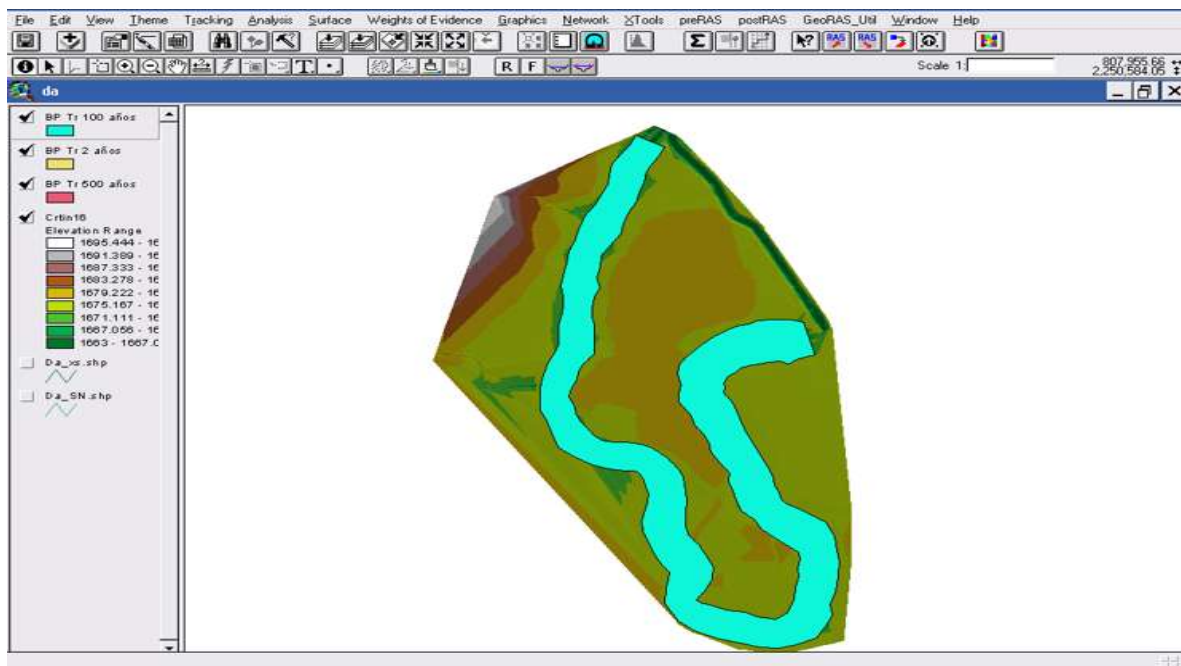 File Edit View Theme Tracking Analysis Surface Weights of Evidence Graphics Network XTools preRAS postRAS GeoRAS_Util Window Help
R F Scale 1: 807,955.66
2,250,584.05
da
BP Tr 100 años
BP Tr 2 años
BP Tr 500 años
Crtin16
Elevation Range
1695.444 - 16
1691.389 - 16
1687.333 - 16
1683.278 - 16
1679.222 - 16
1675.167 - 16
1671.111 - 16
1667.056 - 16
1663 - 1667.0
Da_xs.shp
Da_SN.shp